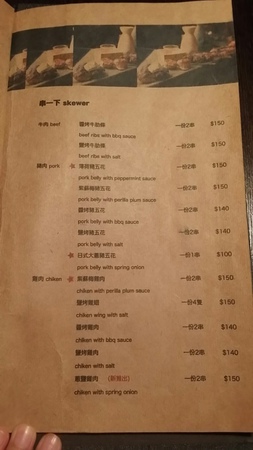 串一下 skewer
牛肉 beef 醬烤牛肋條 一份2串 $150
beef ribs with bbq sauce
鹽烤牛肋條 一份2串 $150
beef ribs with salt
豬肉 pork 薄荷豬五花 一份2串 $150
pork belly with peppermint sauce
紫蘇梅豬五花 一份2串 $150
pork belly with perilla plum sauce
醬烤豬五花 一份2串 $140
pork belly with bbq sauce
鹽烤豬五花 一份2串 $140
pork belly with salt
日式大蔥豬五花 一份1串 $100
pork belly with spring onion
雞肉 chiken 紫蘇梅雞肉 一份2串 $150
chiken with perilla plum sauce
鹽烤雞翅 一份4隻 $150
chiken wing with salt
醬烤雞肉 一份2串 $140
chiken with bbq sauce
鹽烤雞肉 一份2串 $140
chiken with salt
蔥鹽雞肉 (新推出) 一份2串 $150
chiken with spring onion